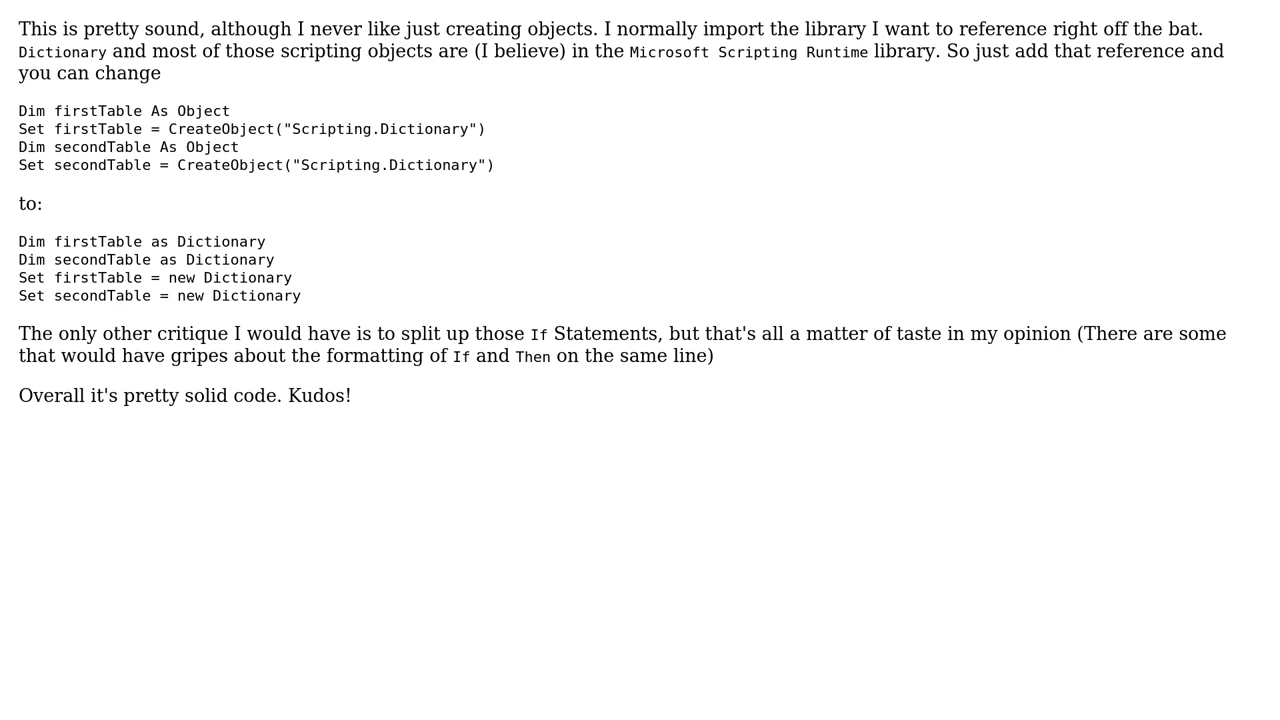 This is pretty sound, although I never like just creating objects. I normally import the library I want to reference right off the bat.
Dictionary and most of those scripting objects are (I believe) in the Microsoft Scripting Runtime library. So just add that reference and
you can change
Dim firstTable As Object
Set firstTable = CreateObject("Scripting.Dictionary")
Dim secondTable As Object
Set secondTable = CreateObject("Scripting.Dictionary")
to:
Dim firstTable as Dictionary
Dim secondTable as Dictionary
Set firstTable = new Dictionary
Set secondTable = new Dictionary
The only other critique I would have is to split up those If Statements, but that's all a matter of taste in my opinion (There are some
that would have gripes about the formatting of If and Then on the same line)
Overall it's pretty solid code. Kudos!